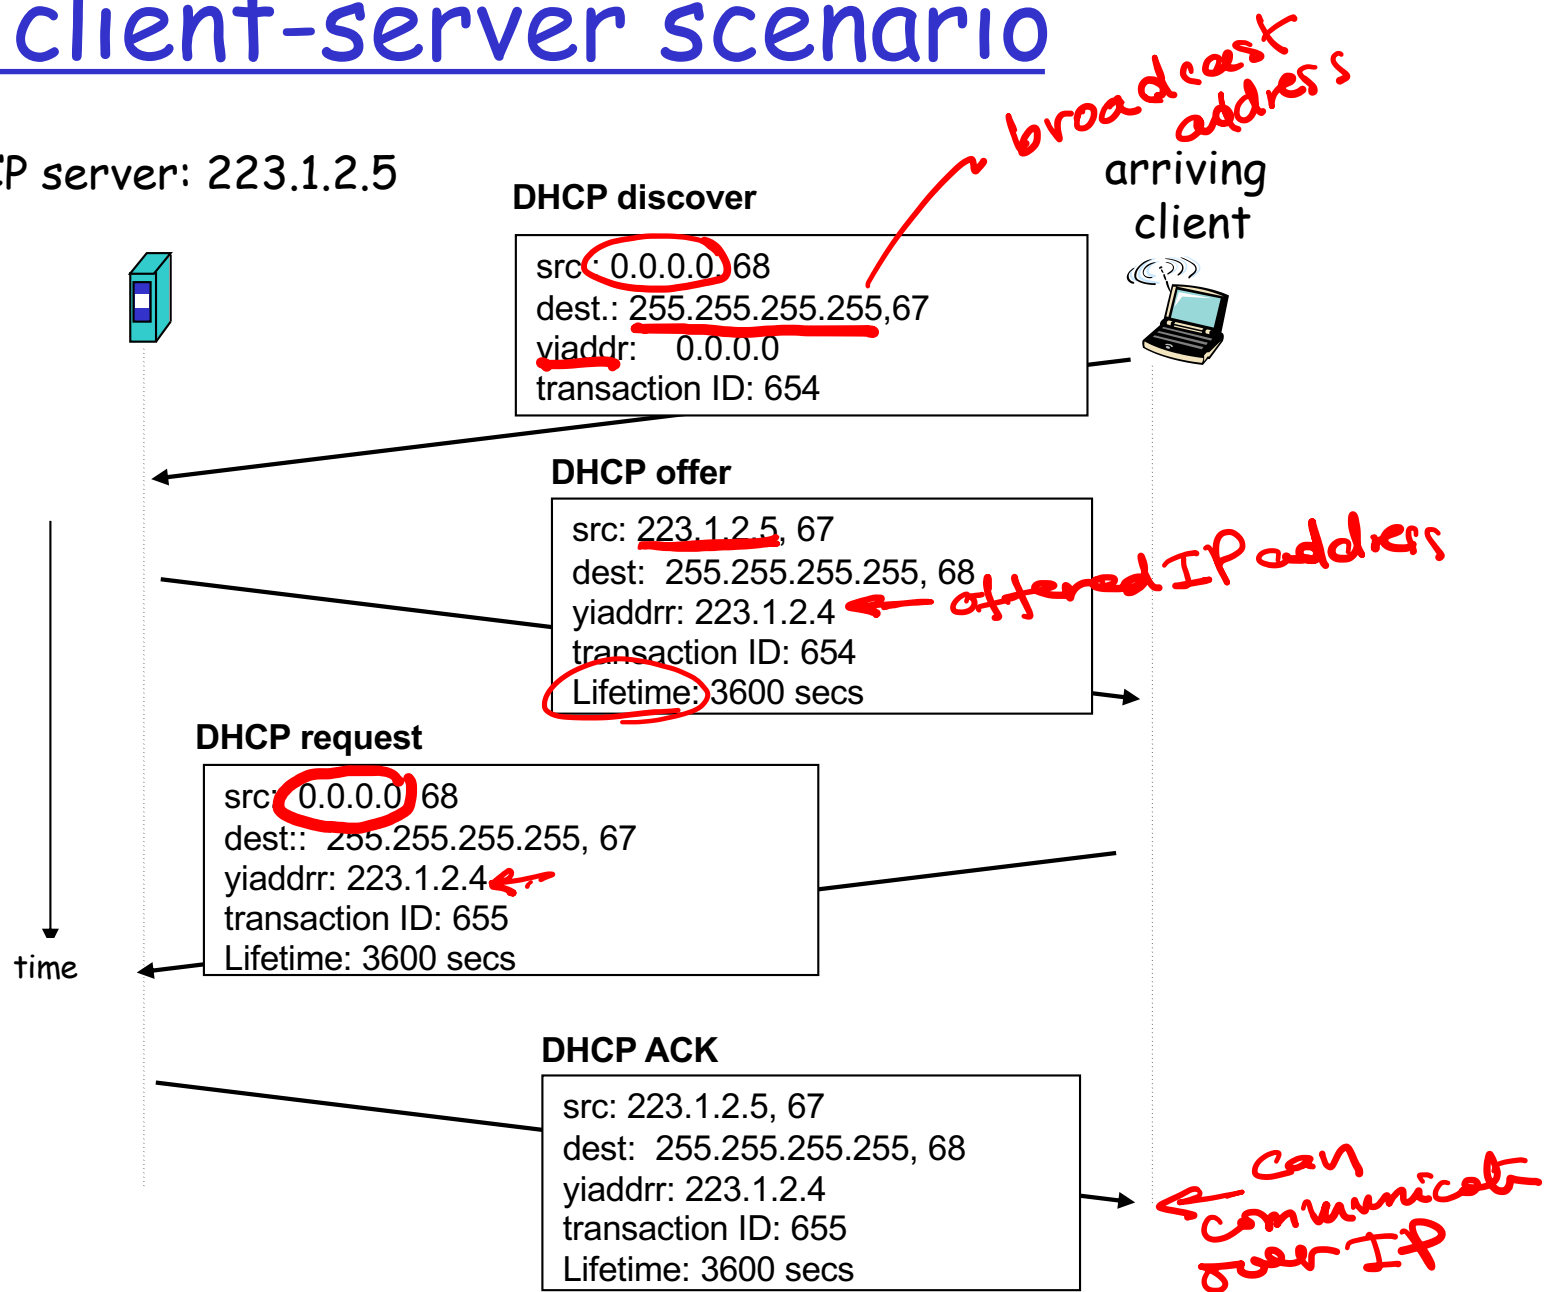 client-server scenario
broadcast
address
CP server: 223.1.2.5
arriving
client
DHCP discover
src : 0.0.0.0, 68
dest.: 255.255.255.255,67
yiaddr: 0.0.0.0
transaction ID: 654
DHCP offer
src: 223.1.2.5, 67
dest: 255.255.255.255, 68
yiaddrr: 223.1.2.4
offered IP address
transaction ID: 654
Lifetime: 3600 secs
DHCP request
src: 0.0.0.0, 68
dest:: 255.255.255.255, 67
yiaddrr: 223.1.2.4
transaction ID: 655
Lifetime: 3600 secs
time
DHCP ACK
src: 223.1.2.5, 67
dest: 255.255.255.255, 68
yiaddrr: 223.1.2.4
transaction ID: 655
Lifetime: 3600 secs
can
communicate
over IP